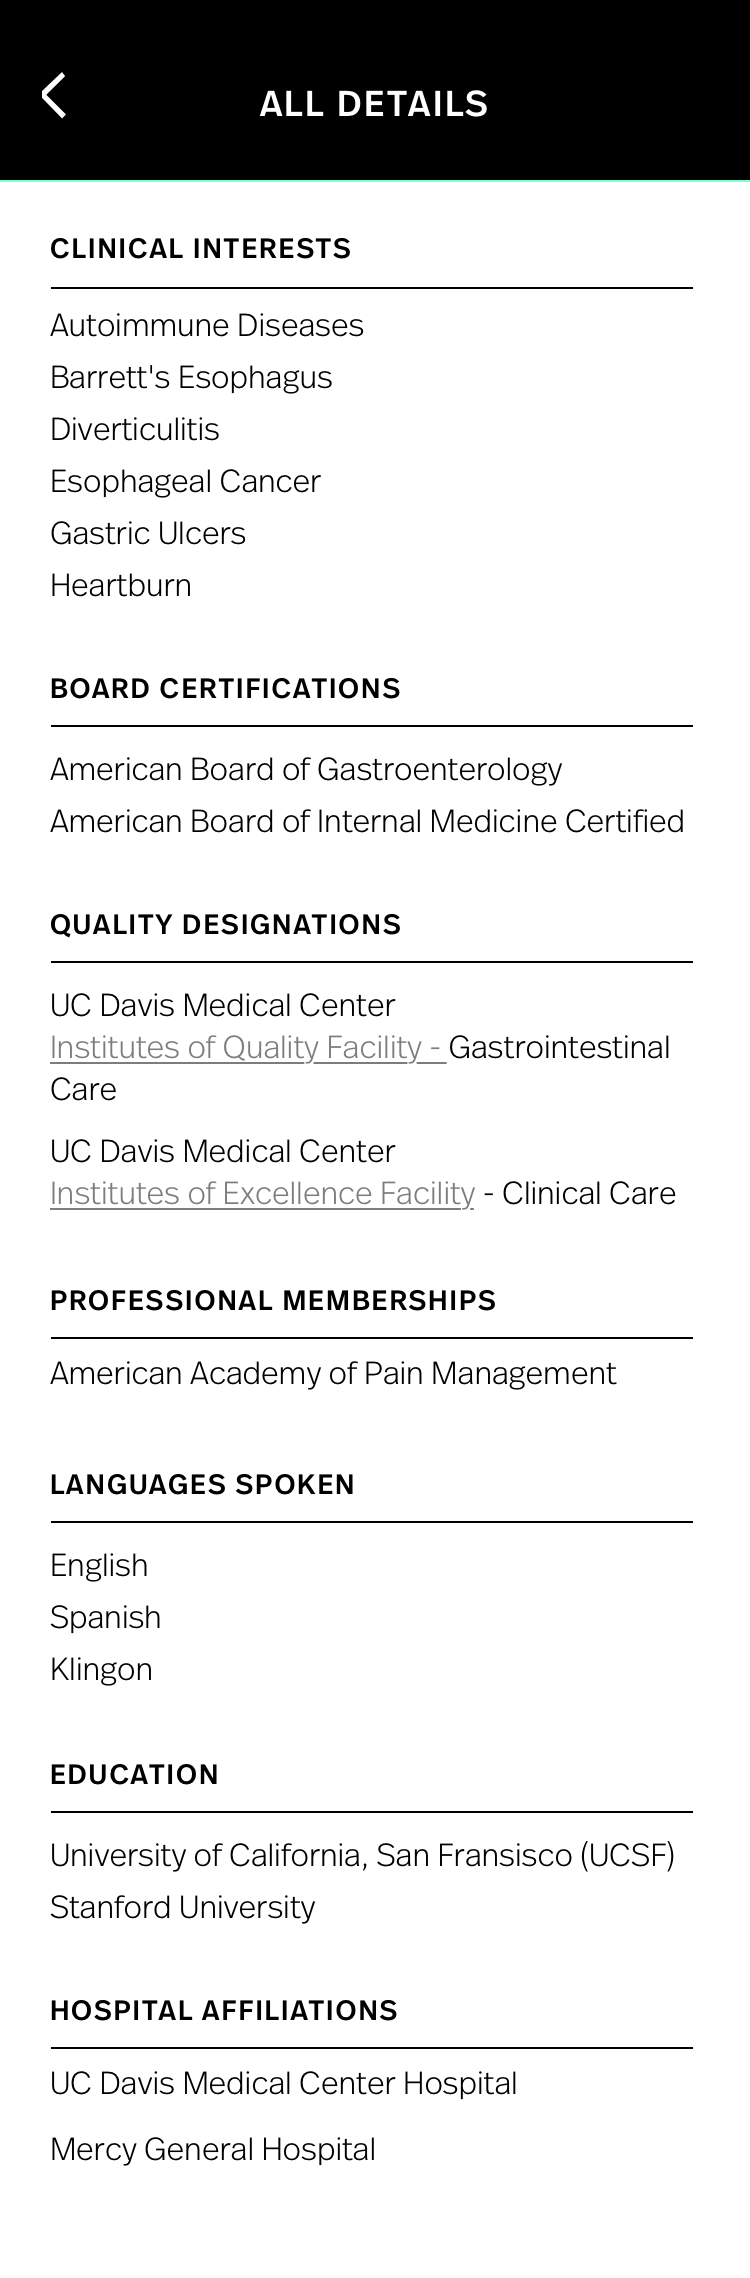 ALL DETAILS
CLINICAL INTERESTS
Autoimmune Diseases
Barrett's Esophagus
Diverticulitis
Esophageal Cancer
Gastric Ulcers
Heartburn
BOARD CERTIFICATIONS
American Board of Gastroenterology
American Board of Internal Medicine Certified
QUALITY DESIGNATIONS
UC Davis Medical Center
Institutes of Quality Facility - Gastrointestinal
Care
UC Davis Medical Center
Institutes of Excellence Facility - Clinical Care
PROFESSIONAL MEMBERSHIPS
American Academy of Pain Management
LANGUAGES SPOKEN
English
Spanish
Klingon
EDUCATION
University of California, San Fransisco (UCSF)
Stanford University
HOSPITAL AFFILIATIONS
UC Davis Medical Center Hospital
Mercy General Hospital